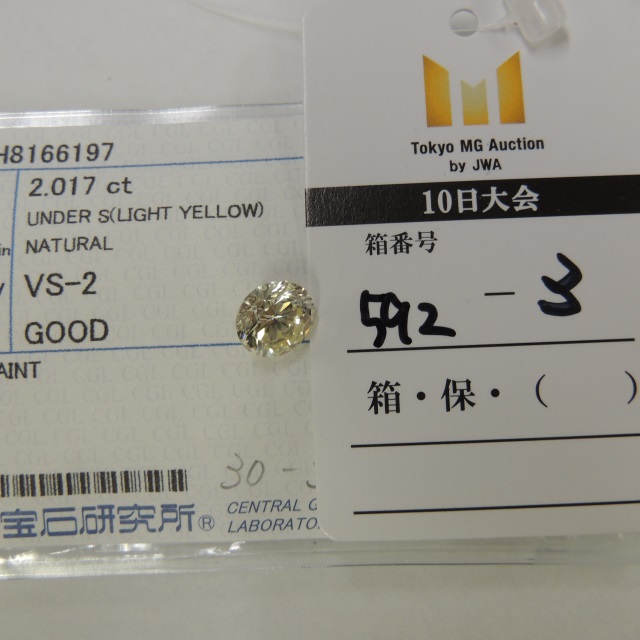 H8166197
2.017 ct
UNDER S(LIGHT YELLOW)
in NATURAL
y VS-2
GOOD
AINT
30-
宝石研究所®
CENTRAL G
LABORATO
Tokyo MG Auction
by JWA
10日大会
箱番号
592 - 3
箱・保・( )